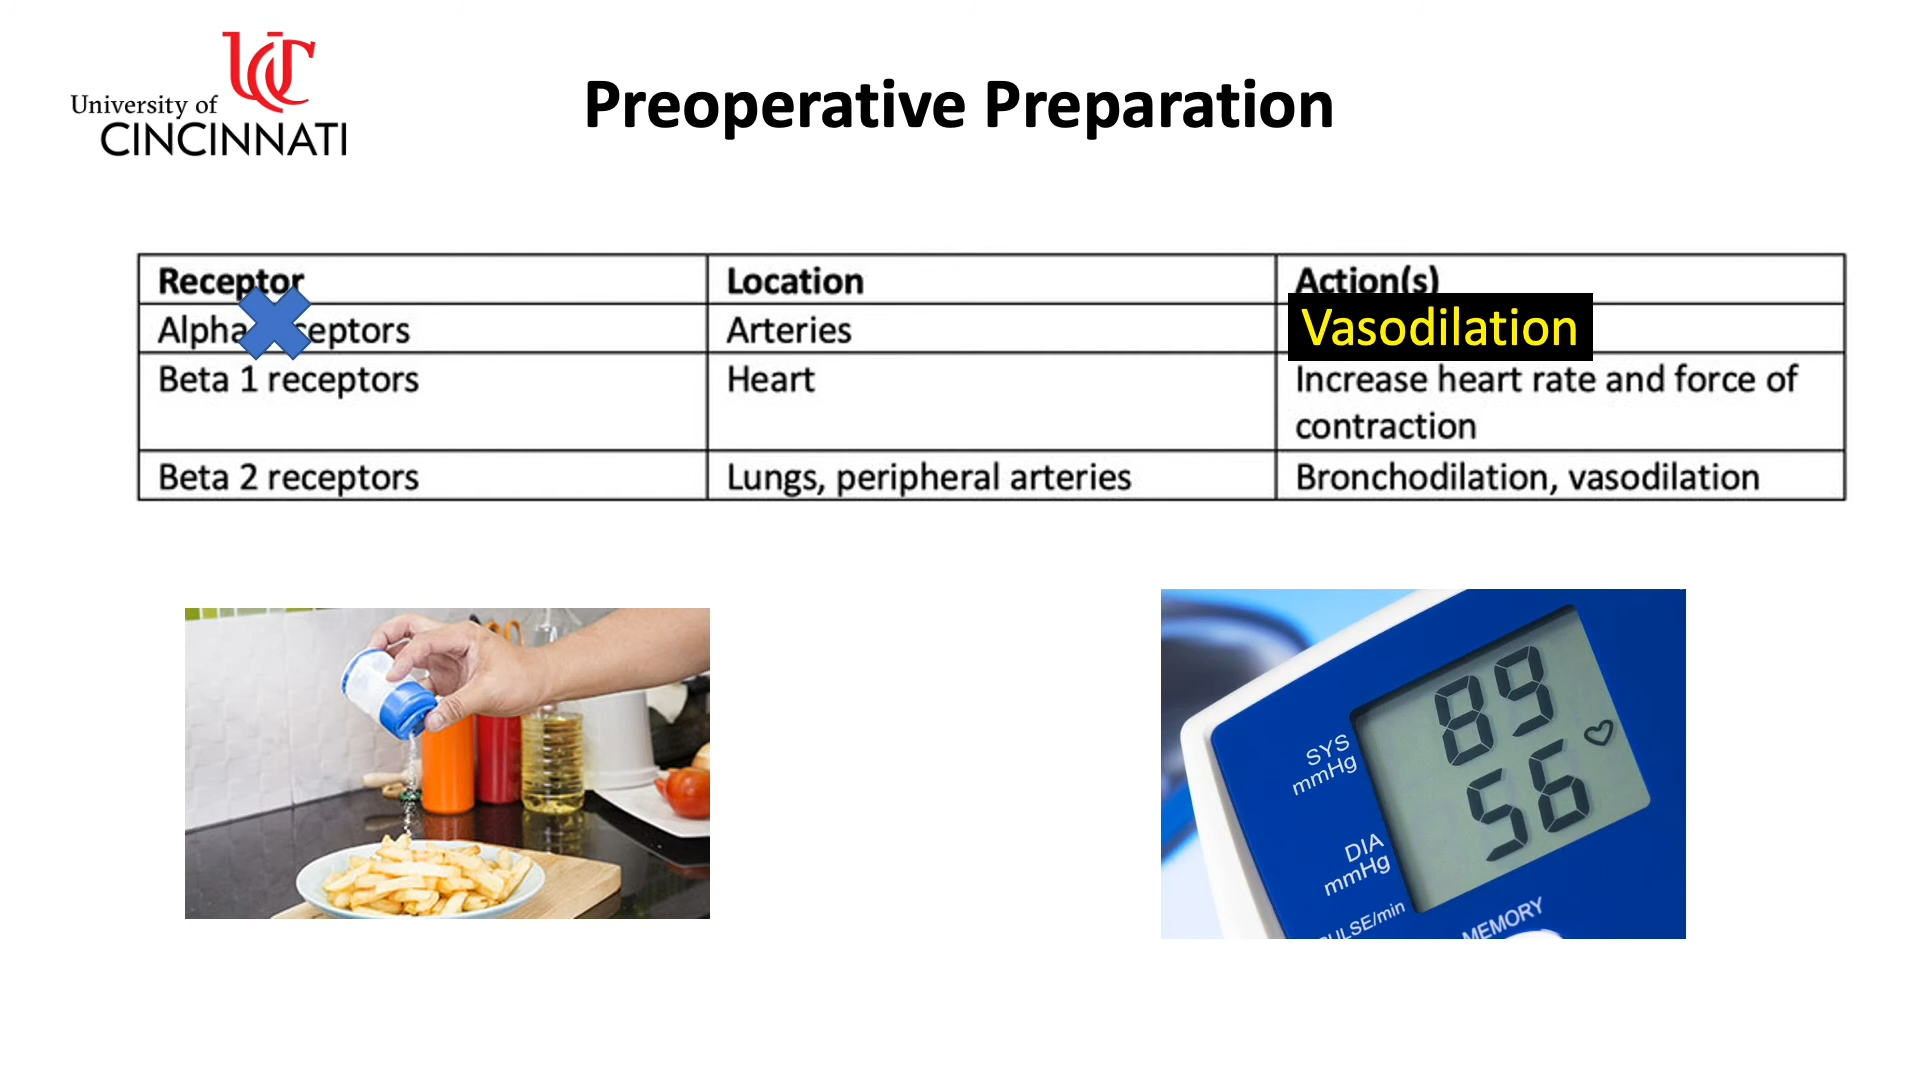 University of
CINCINNATI
Preoperative Preparation
Receptor
Location
Action(s)
Alpha receptors
Arteries
Vasodilation
Beta 1 receptors
Heart
Increase heart rate and force of
contraction
Beta 2 receptors
Lungs, peripheral arteries
Bronchodilation, vasodilation
SYS
mmHg
89
DIA
mmHg
56
MEMORY